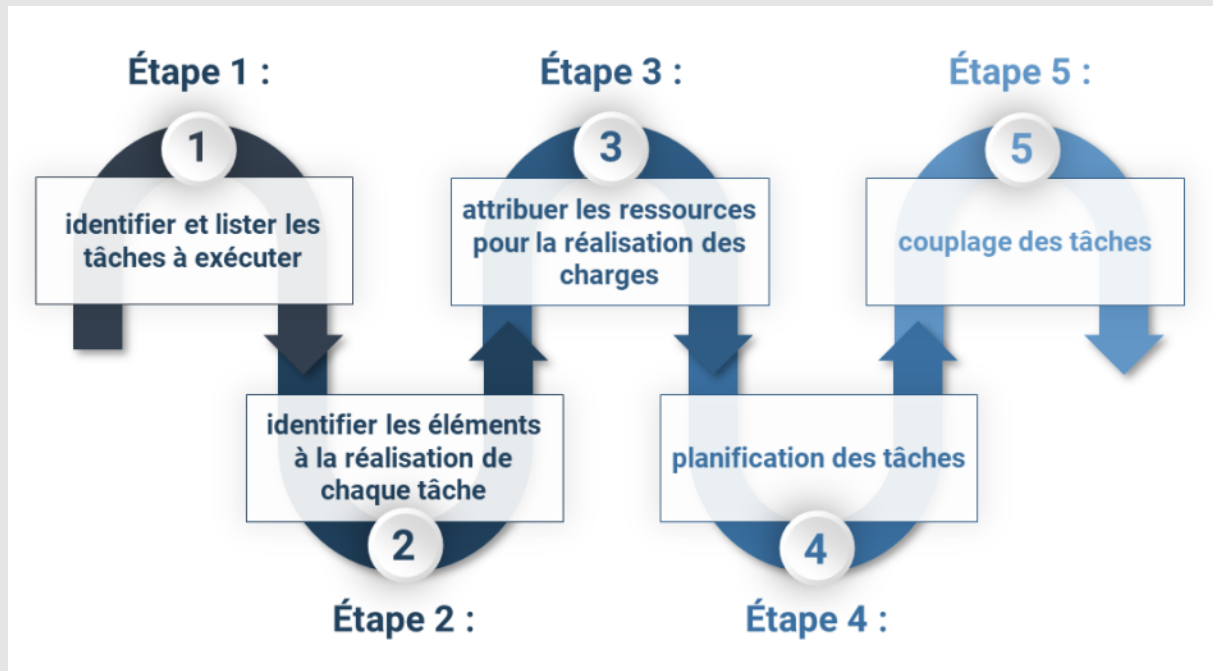 Étape 1 :
1
identifier et lister les
tâches à exécuter
Étape 2 :
2
identifier les éléments
à la réalisation de
chaque tâche
Étape 3 :
3
attribuer les ressources
pour la réalisation des
charges
Étape 4 :
4
planification des tâches
Étape 5 :
5
couplage des tâches